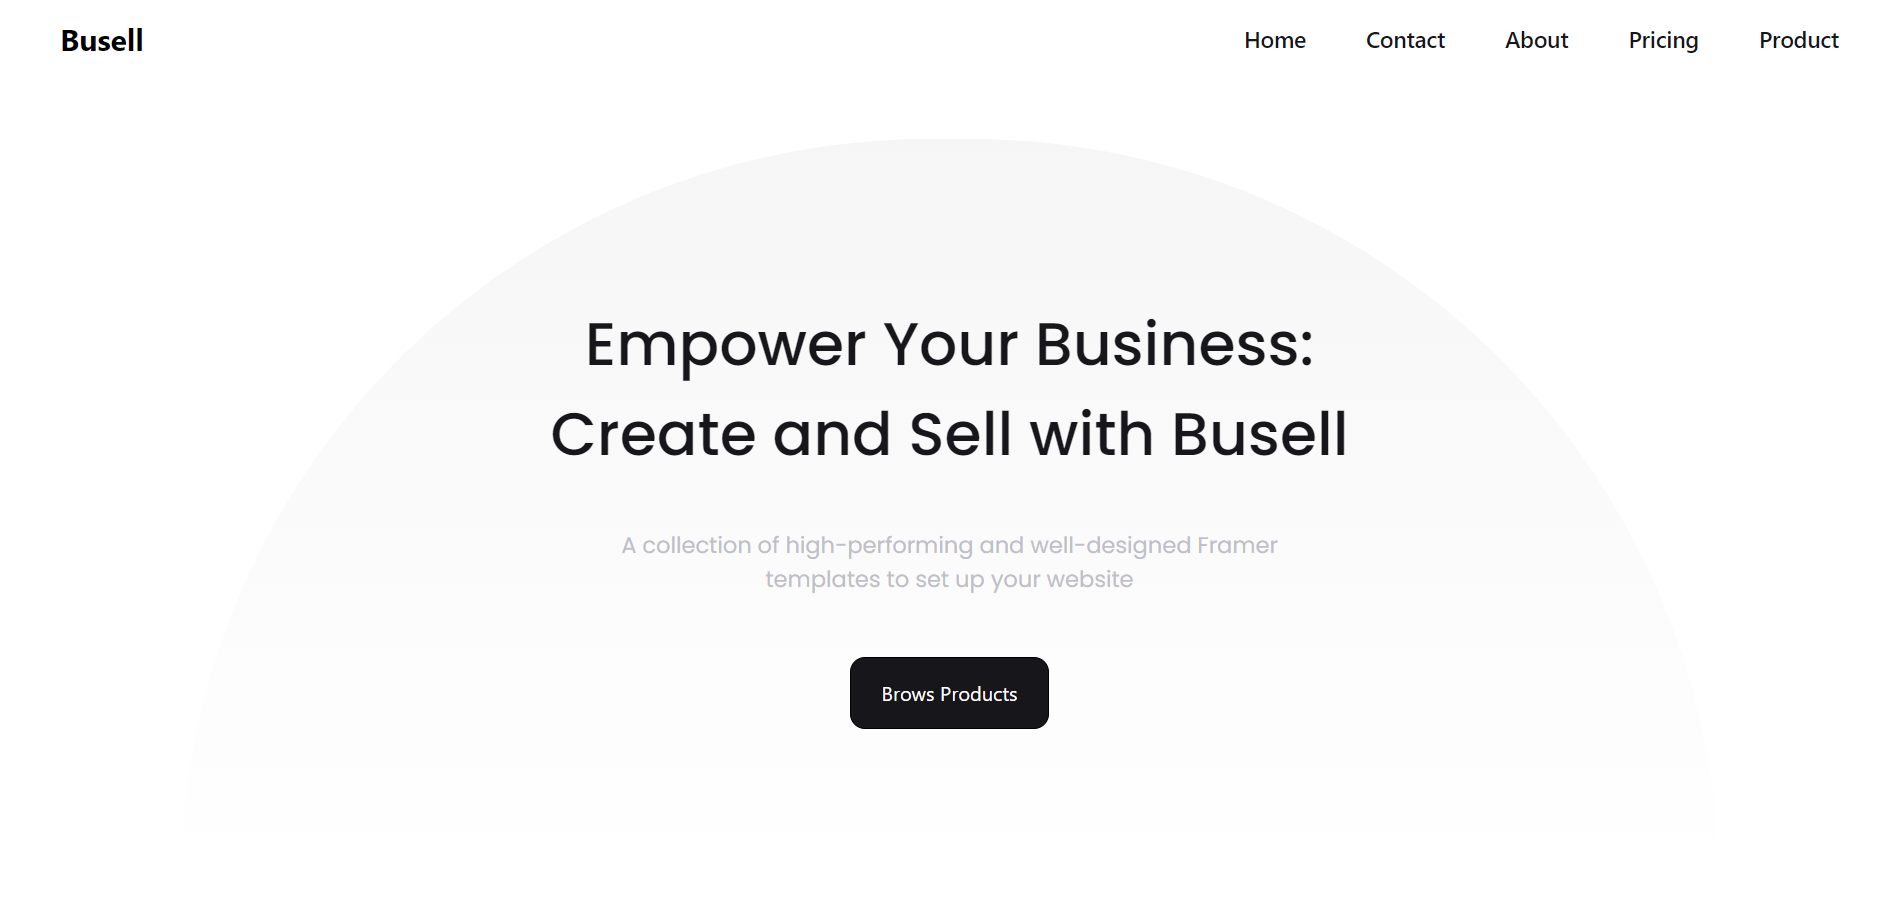 Busell
Home Contact About Pricing Product
Empower Your Business:
Create and Sell with Busell
A collection of high-performing and well-designed Framer
templates to set up your website
Brows Products